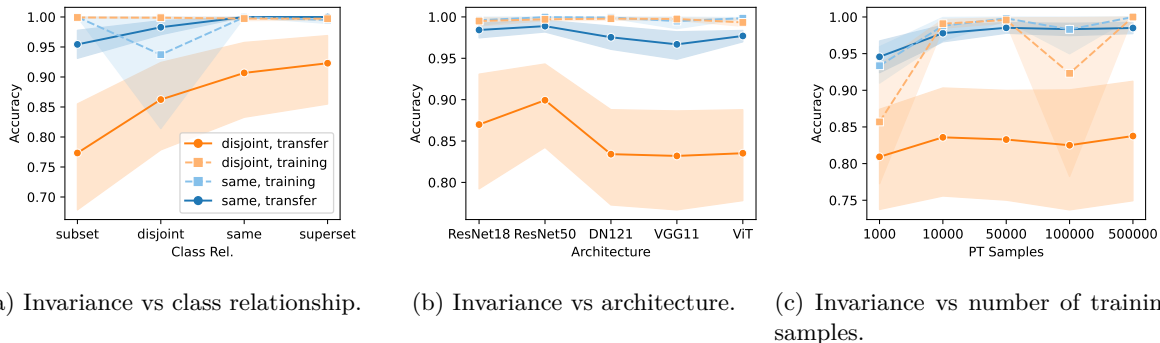 1.00
0.95
0.90
0.85
0.80
0.75
0.70
Accuracy
subset disjoint same superset
Class Rel.
disjoint, transfer
disjoint, training
same, training
same, transfer
1.00
0.95
0.90
0.85
0.80
Accuracy
ResNet18 ResNet50 DN121 VGG11 ViT
Architecture
1.00
0.95
0.90
0.85
0.80
0.75
Accuracy
1000 10000 50000 100000 500000
PT Samples
) Invariance vs class relationship.
(b) Invariance vs architecture.
(c) Invariance vs number of trainin
samples.